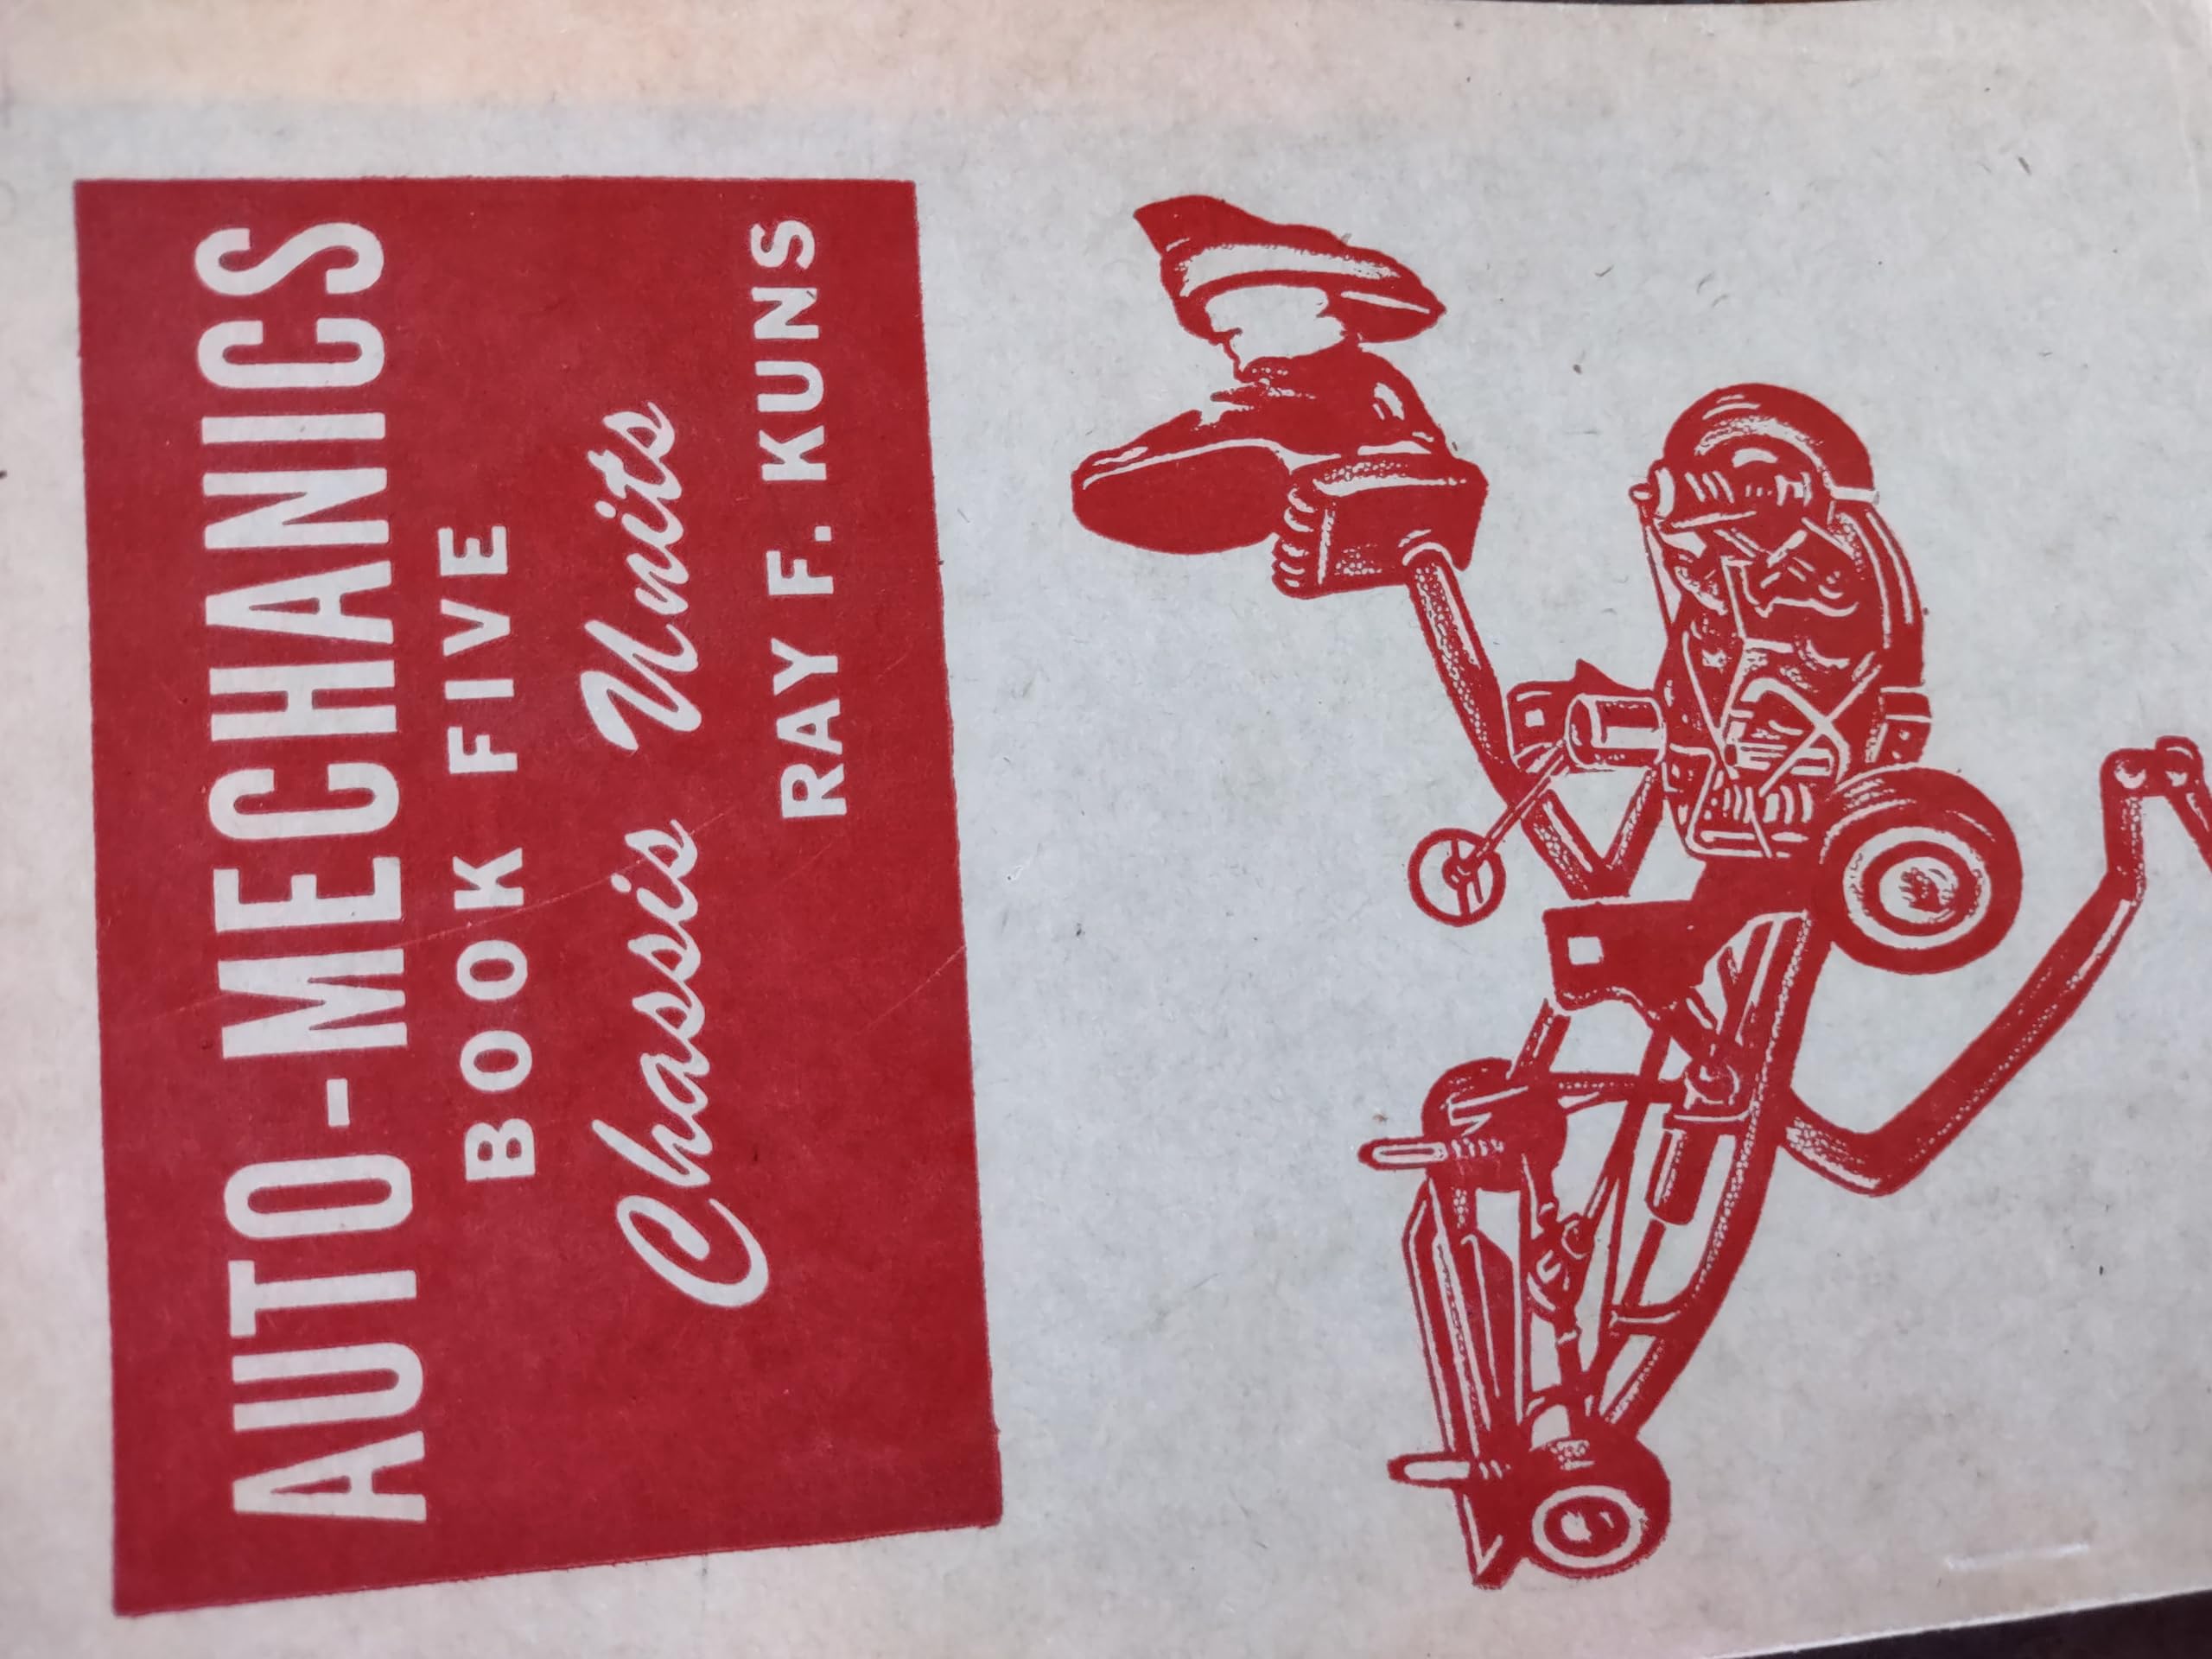 AUTO-MECHANICS
BOOK FIVE
Chassis Units
RAY F. KUNS